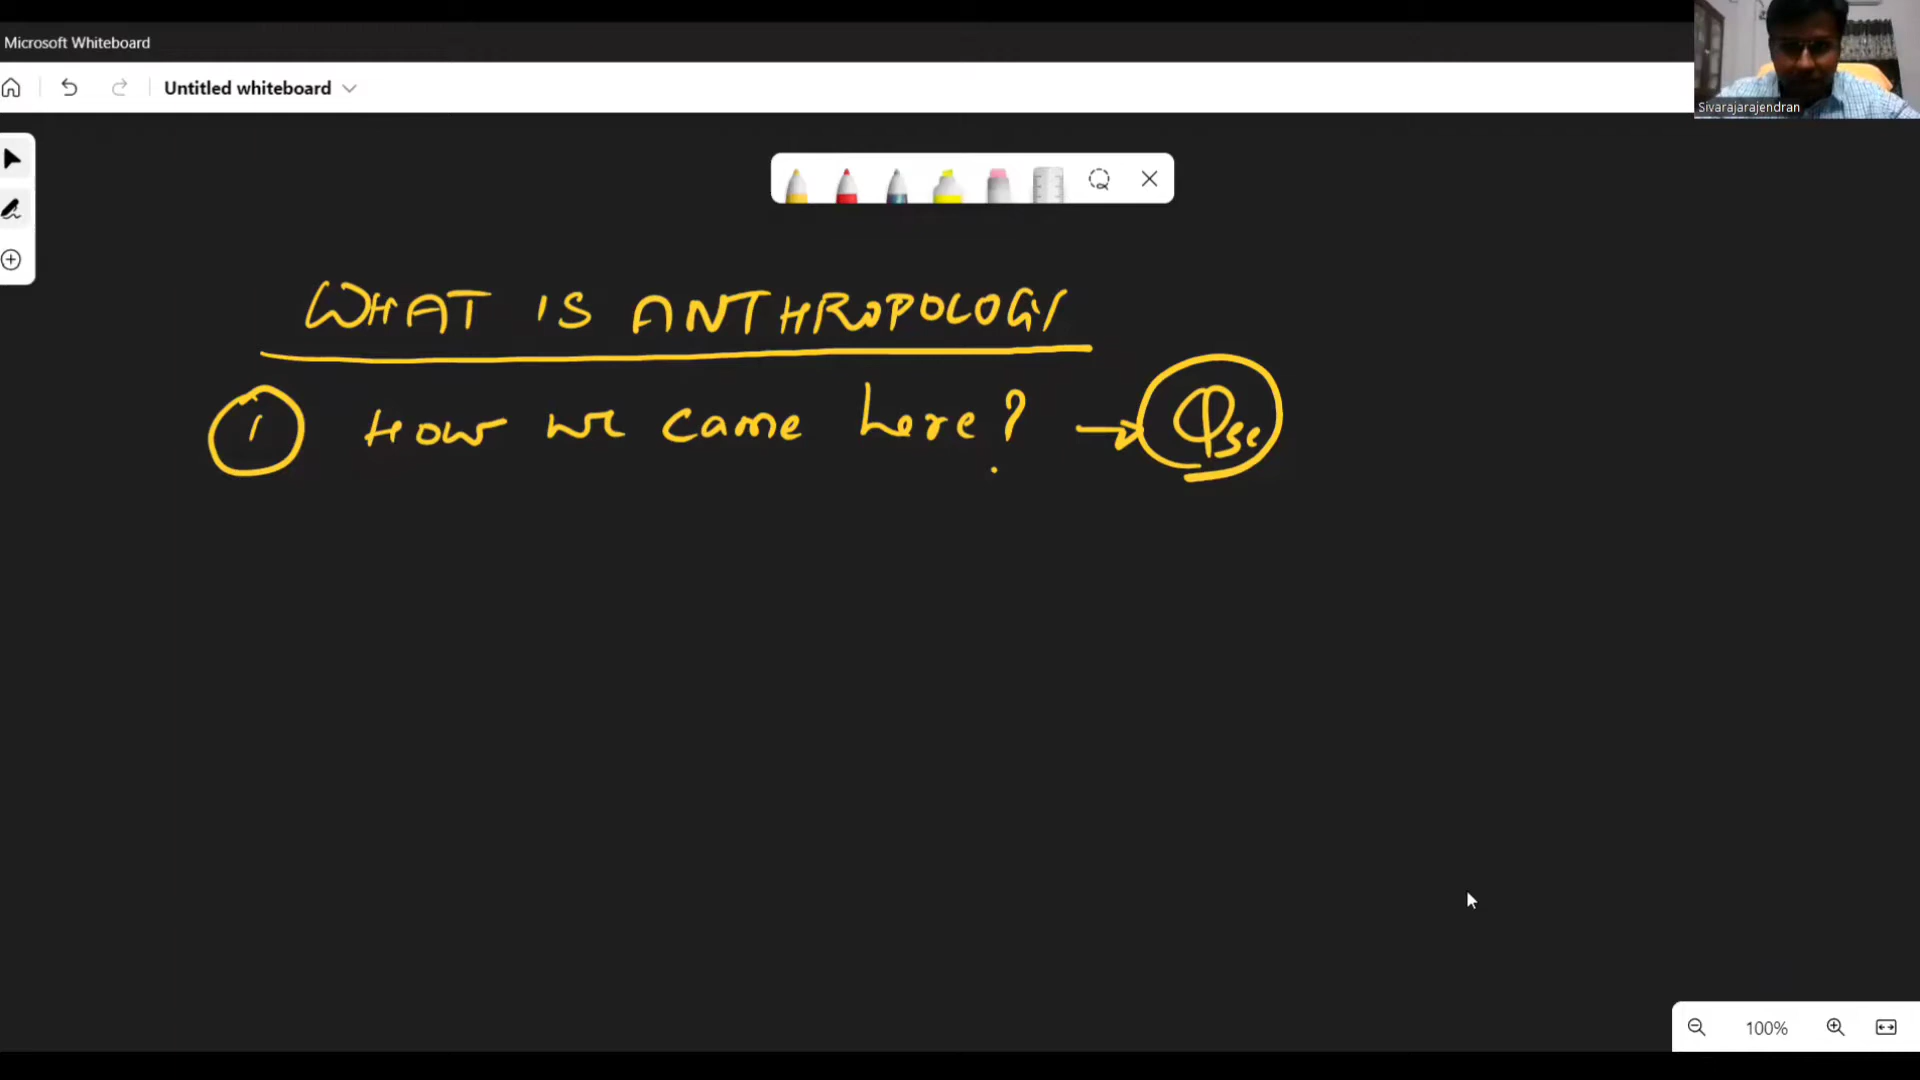 Microsoft Whiteboard
Untitled whiteboard
Sivarajarajendran
WHAT IS ANTHROPOLOGY
1 How we came here? →
100%